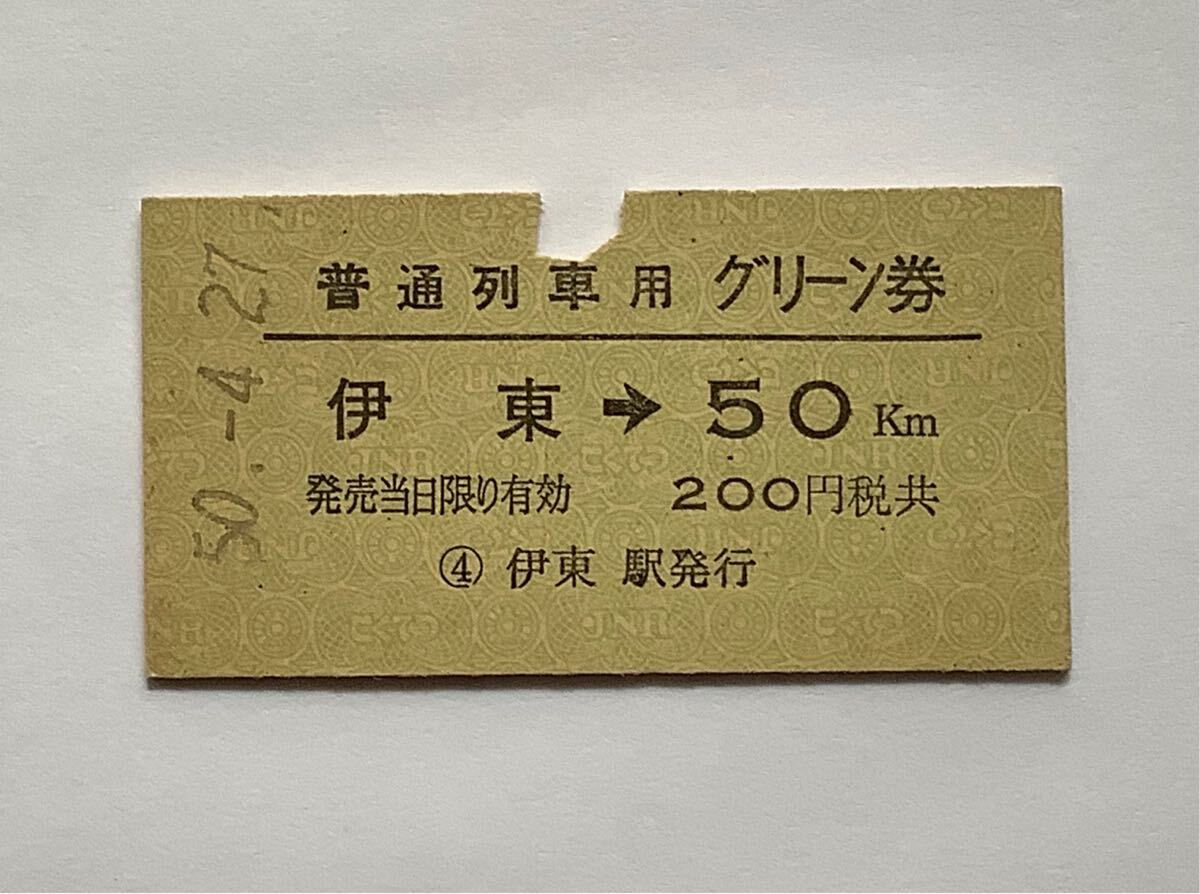 普通列車用 グリーン券
伊東 → 50 Km
発売当日限り有効 200円税共
④ 伊東 駅発行
50.-4.27